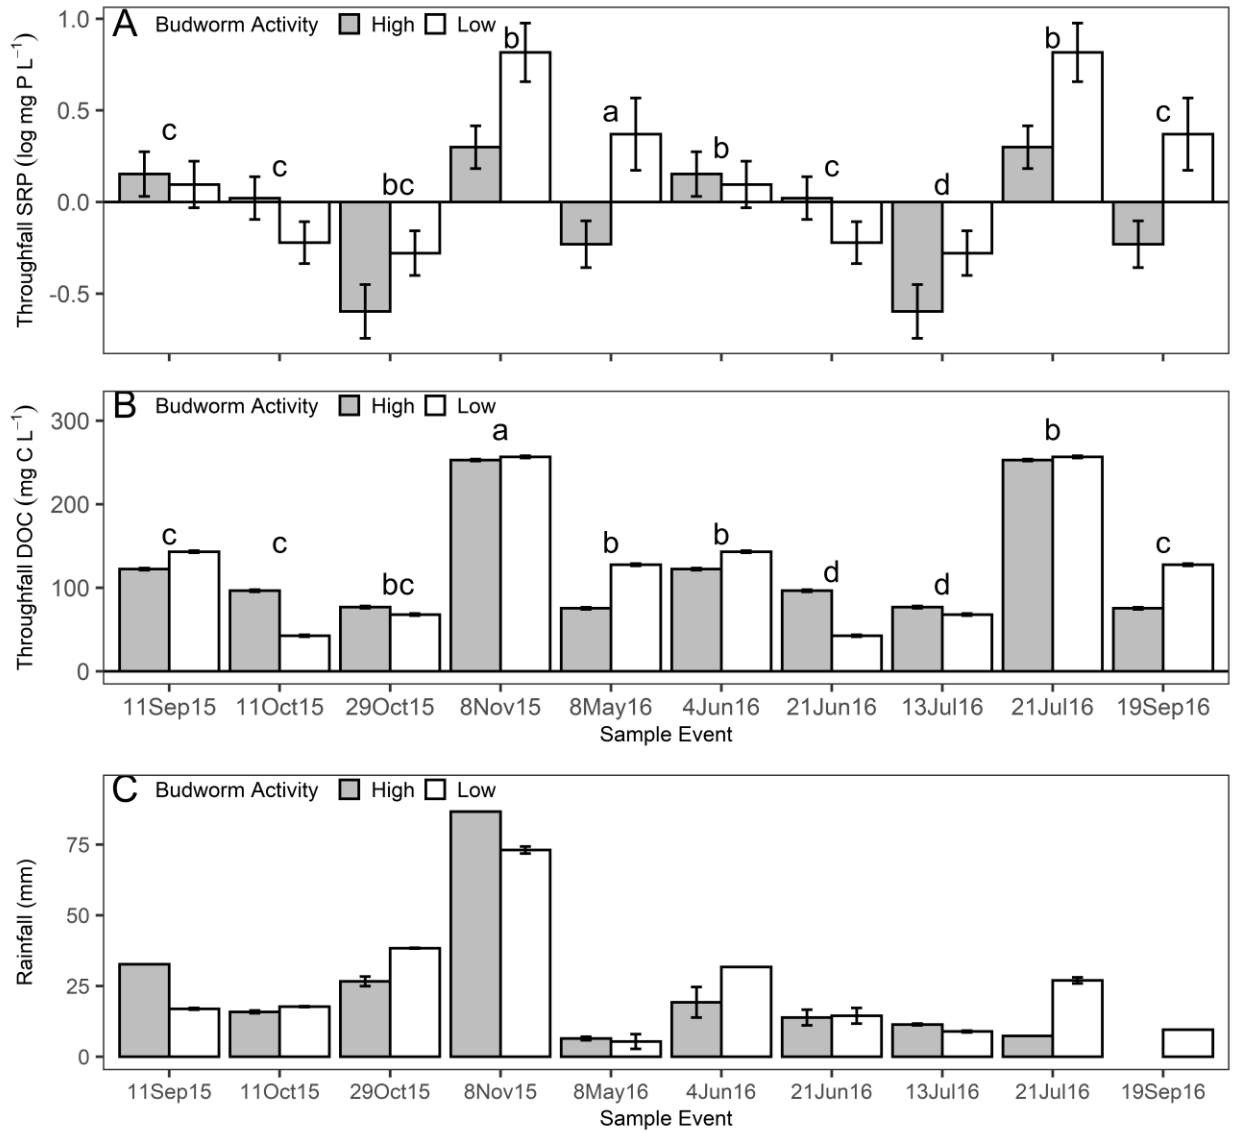 A Budworm Activity High Low
Throughfall SRP (log mg P L⁻¹)
1.0
0.5
0.0
-0.5
c c bc b a b c d b c
B Budworm Activity High Low
Throughfall DOC (mg C L⁻¹)
300
200
100
0
c c bc a b b d d b c
11Sep15 11Oct15 29Oct15 8Nov15 8May16 4Jun16 21Jun16 13Jul16 21Jul16 19Sep16
Sample Event
C Budworm Activity High Low
Rainfall (mm)
75
50
25
0
11Sep15 11Oct15 29Oct15 8Nov15 8May16 4Jun16 21Jun16 13Jul16 21Jul16 19Sep16
Sample Event